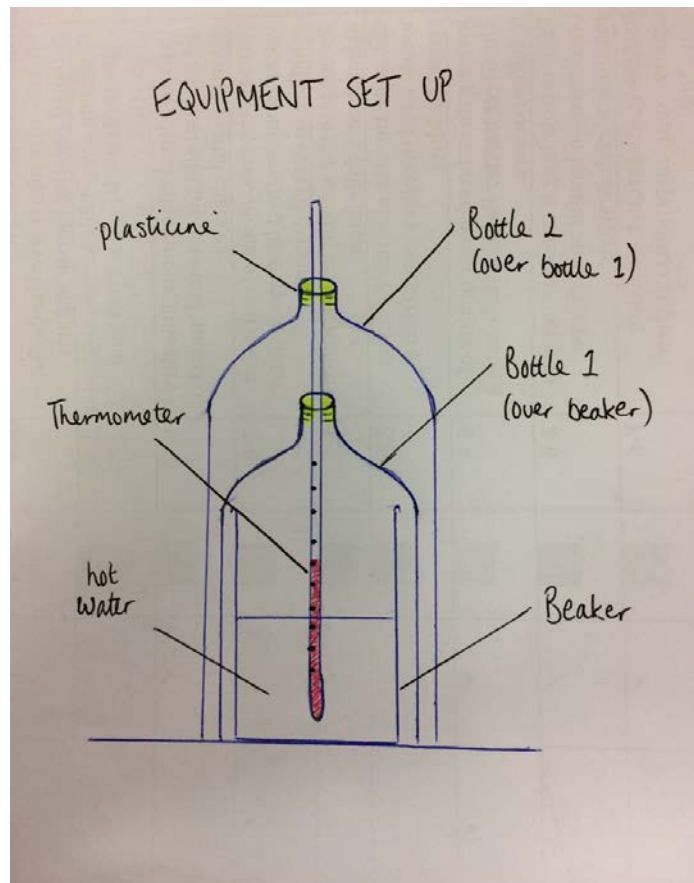 EQUIPMENT SET UP
plasticine
Bottle 2
(over bottle 1)
Bottle 1
(over beaker)
Thermometer
hot
water
Beaker